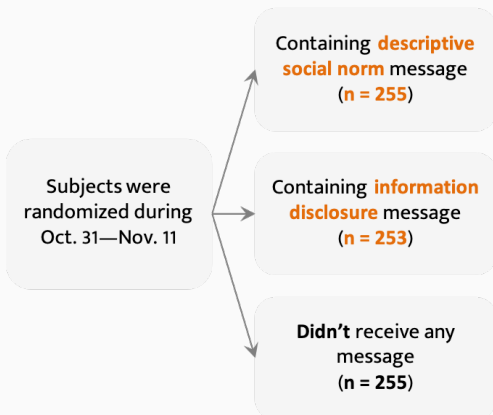 Containing descriptive
social norm message
(n = 255)
Subjects were
randomized during
Oct. 31—Nov. 11
Containing information
disclosure message
(n = 253)
Didn't receive any
message
(n = 255)